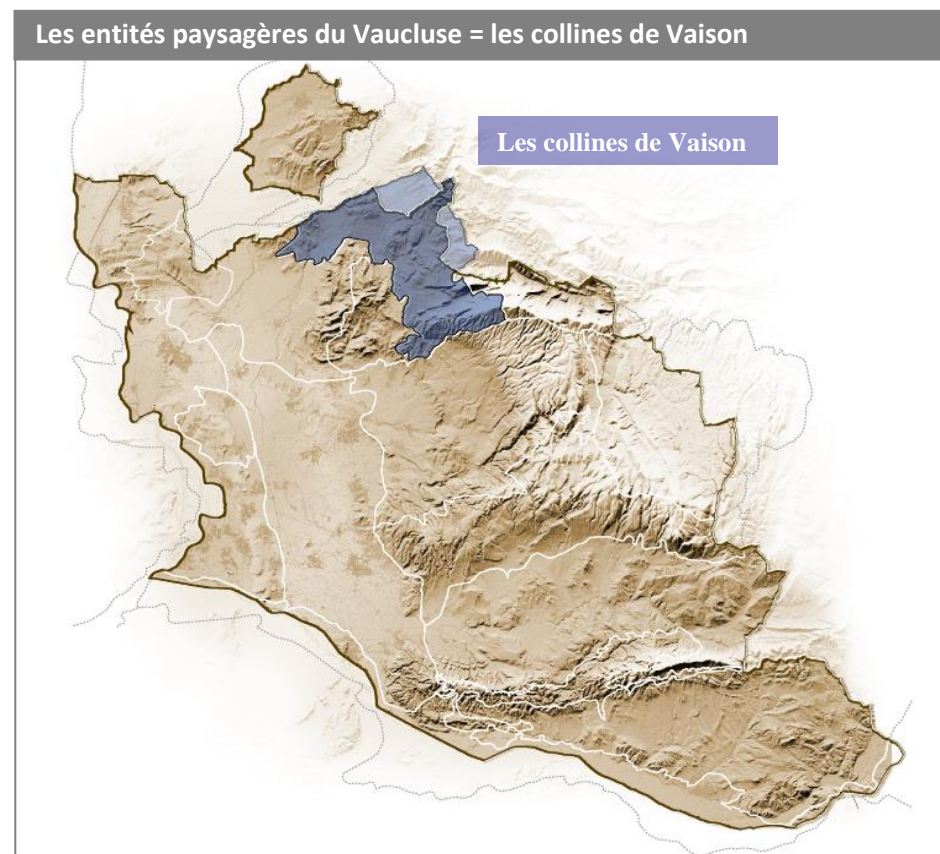 Les entités paysagères du Vaucluse = les collines de Vaison
Les collines de Vaison